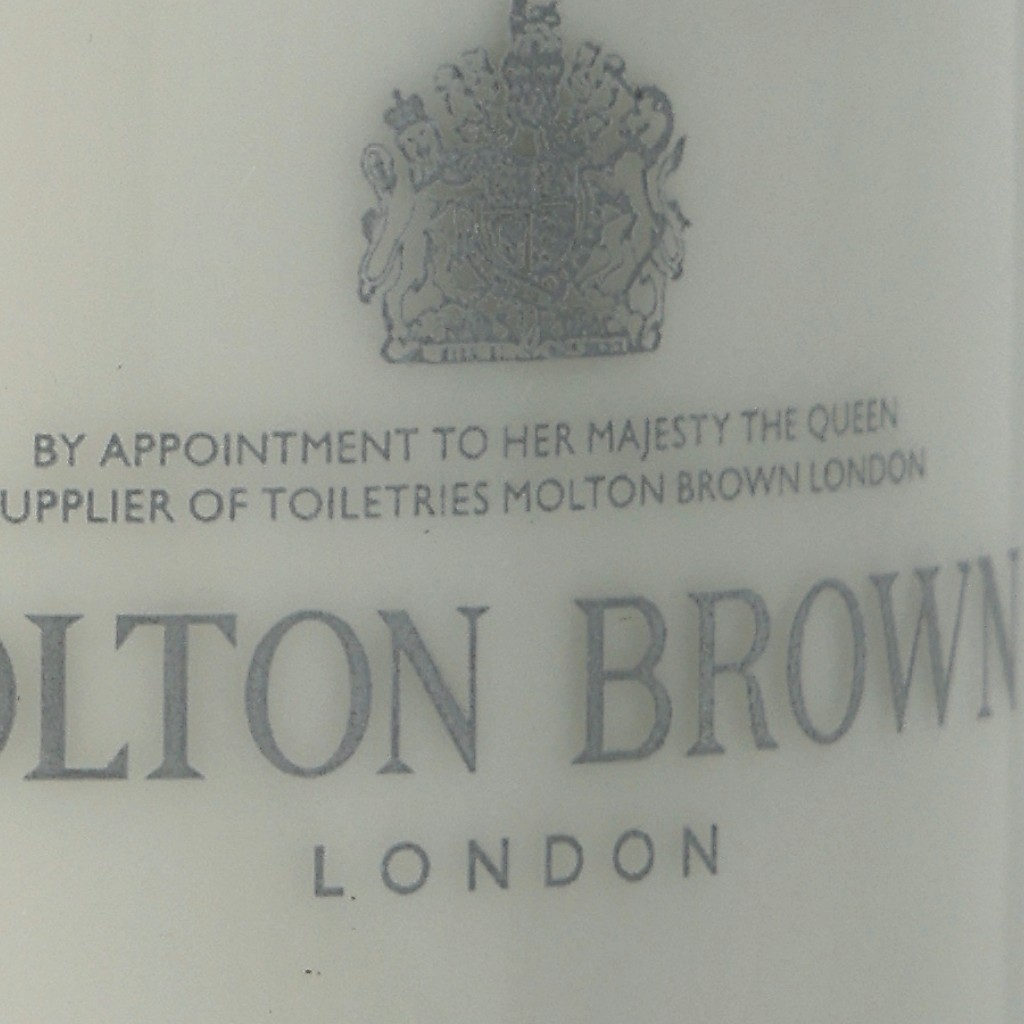 BY APPOINTMENT TO HER MAJESTY THE QUEEN
UPPLIER OF TOILETRIES MOLTON BROWN LONDON
OLTON BROWN
LONDON